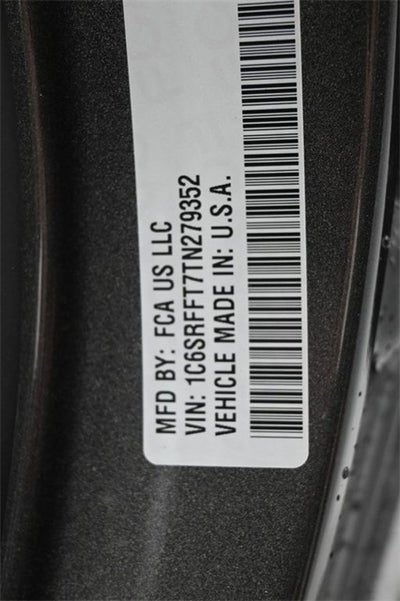 MFD BY: FCA US LLC
VIN: 1C6SRFFT7TN279352
VEHICLE MADE IN: U.S.A.